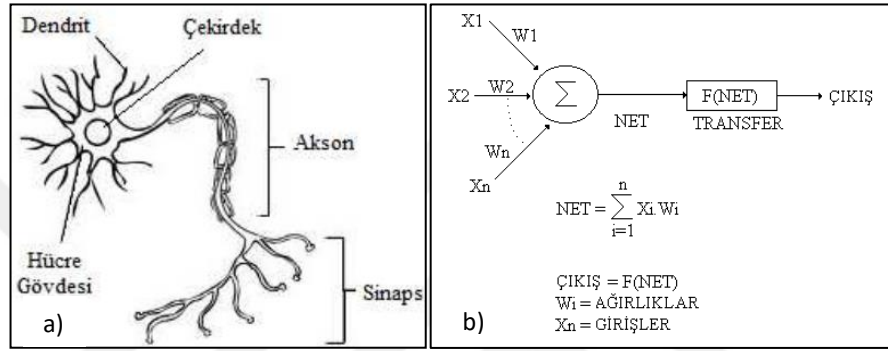 Dendrit
Çekirdek
Akson
Hücre
Gövdesi
Sinaps
a)
X1
W1
X2
W2
Wn
Xn
Σ
NET
F(NET)
TRANSFER
ÇIKIŞ
NET = n∑i=1 Xi.Wi
ÇIKIŞ = F(NET)
Wi = AĞIRLIKLAR
Xn = GİRİŞLER
b)